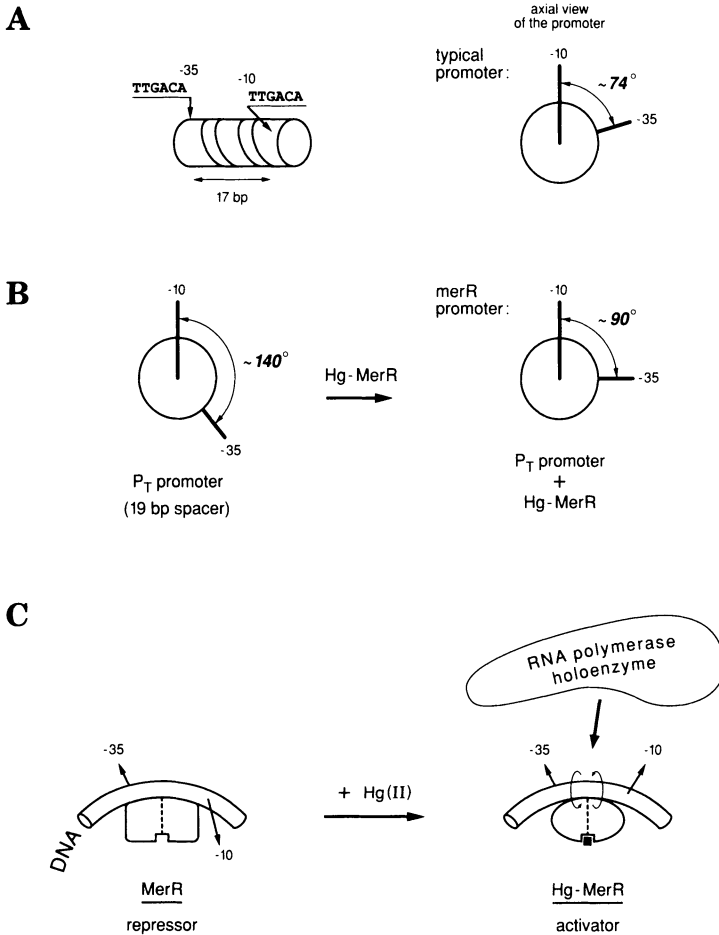 A
axial view
of the promoter
-35
-10
TTGACA
TTGACA
17 bp
typical
promoter:
-10
~74°
-35
B
-10
~140°
-35
P_T promoter
(19 bp spacer)
Hg-MerR
merR
promoter:
-10
~90°
-35
P_T promoter
+
Hg-MerR
C
RNA polymerase
holoenzyme
-35
-10
DNA
MerR
repressor
+ Hg(II)
-35
-10
Hg-MerR
activator